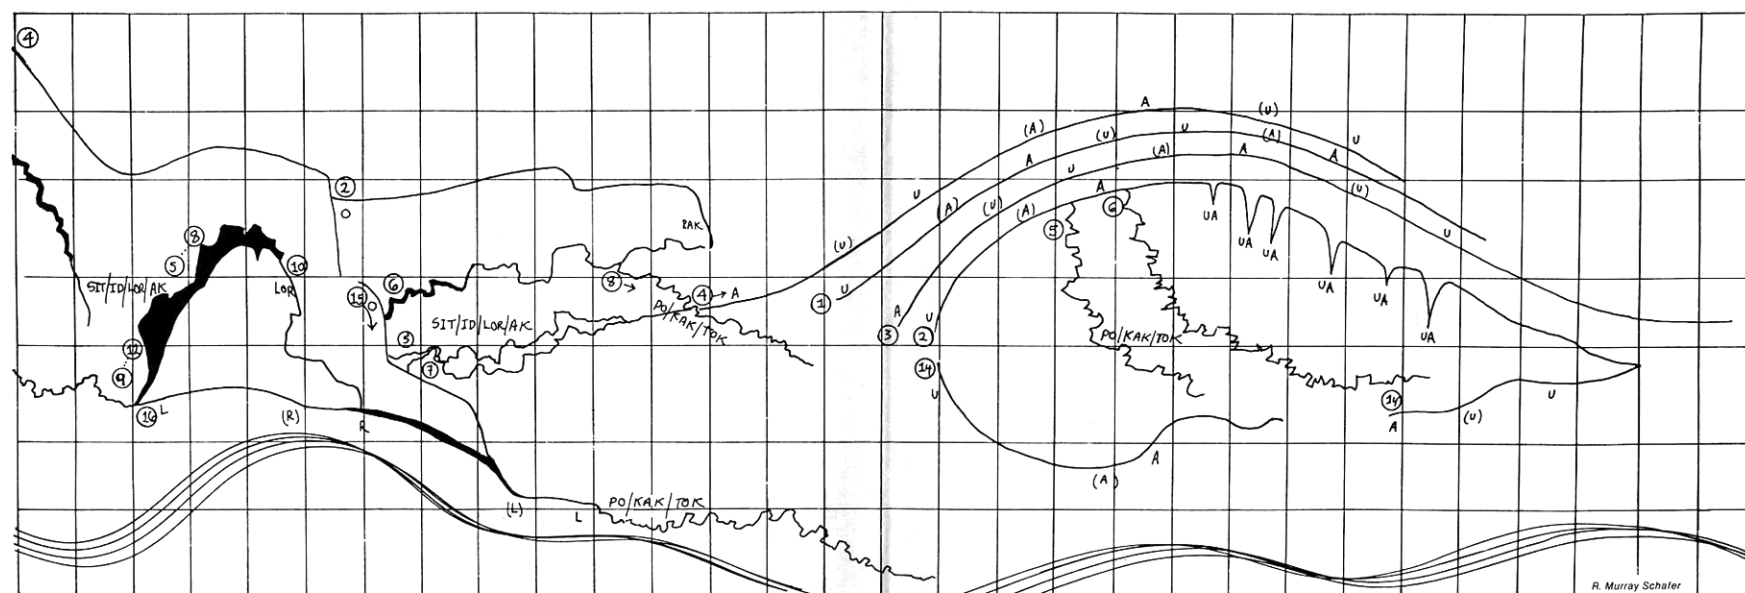 4
2
O
8
5
10
SIT/ID/LOR/AK
LOR
15
O
6
SIT/ID/LOR/AK
5
7
8
RAK
4 → A
PO/KAK/TOK
9
16 L
(R)
R
(L)
L
PO/KAK/TOK
1
U
(U)
U
(A)
A
(U)
U
(A)
A
(U)
U
(A)
A
U
(U)
U
(A)
A
(U)
U
3
A
(A)
A
2
U
14
U
(A)
A
5
6
PO/KAK/TOK
UA
UA
UA
UA
UA
UA
14
A
(U)
U
R. Murray Schafer